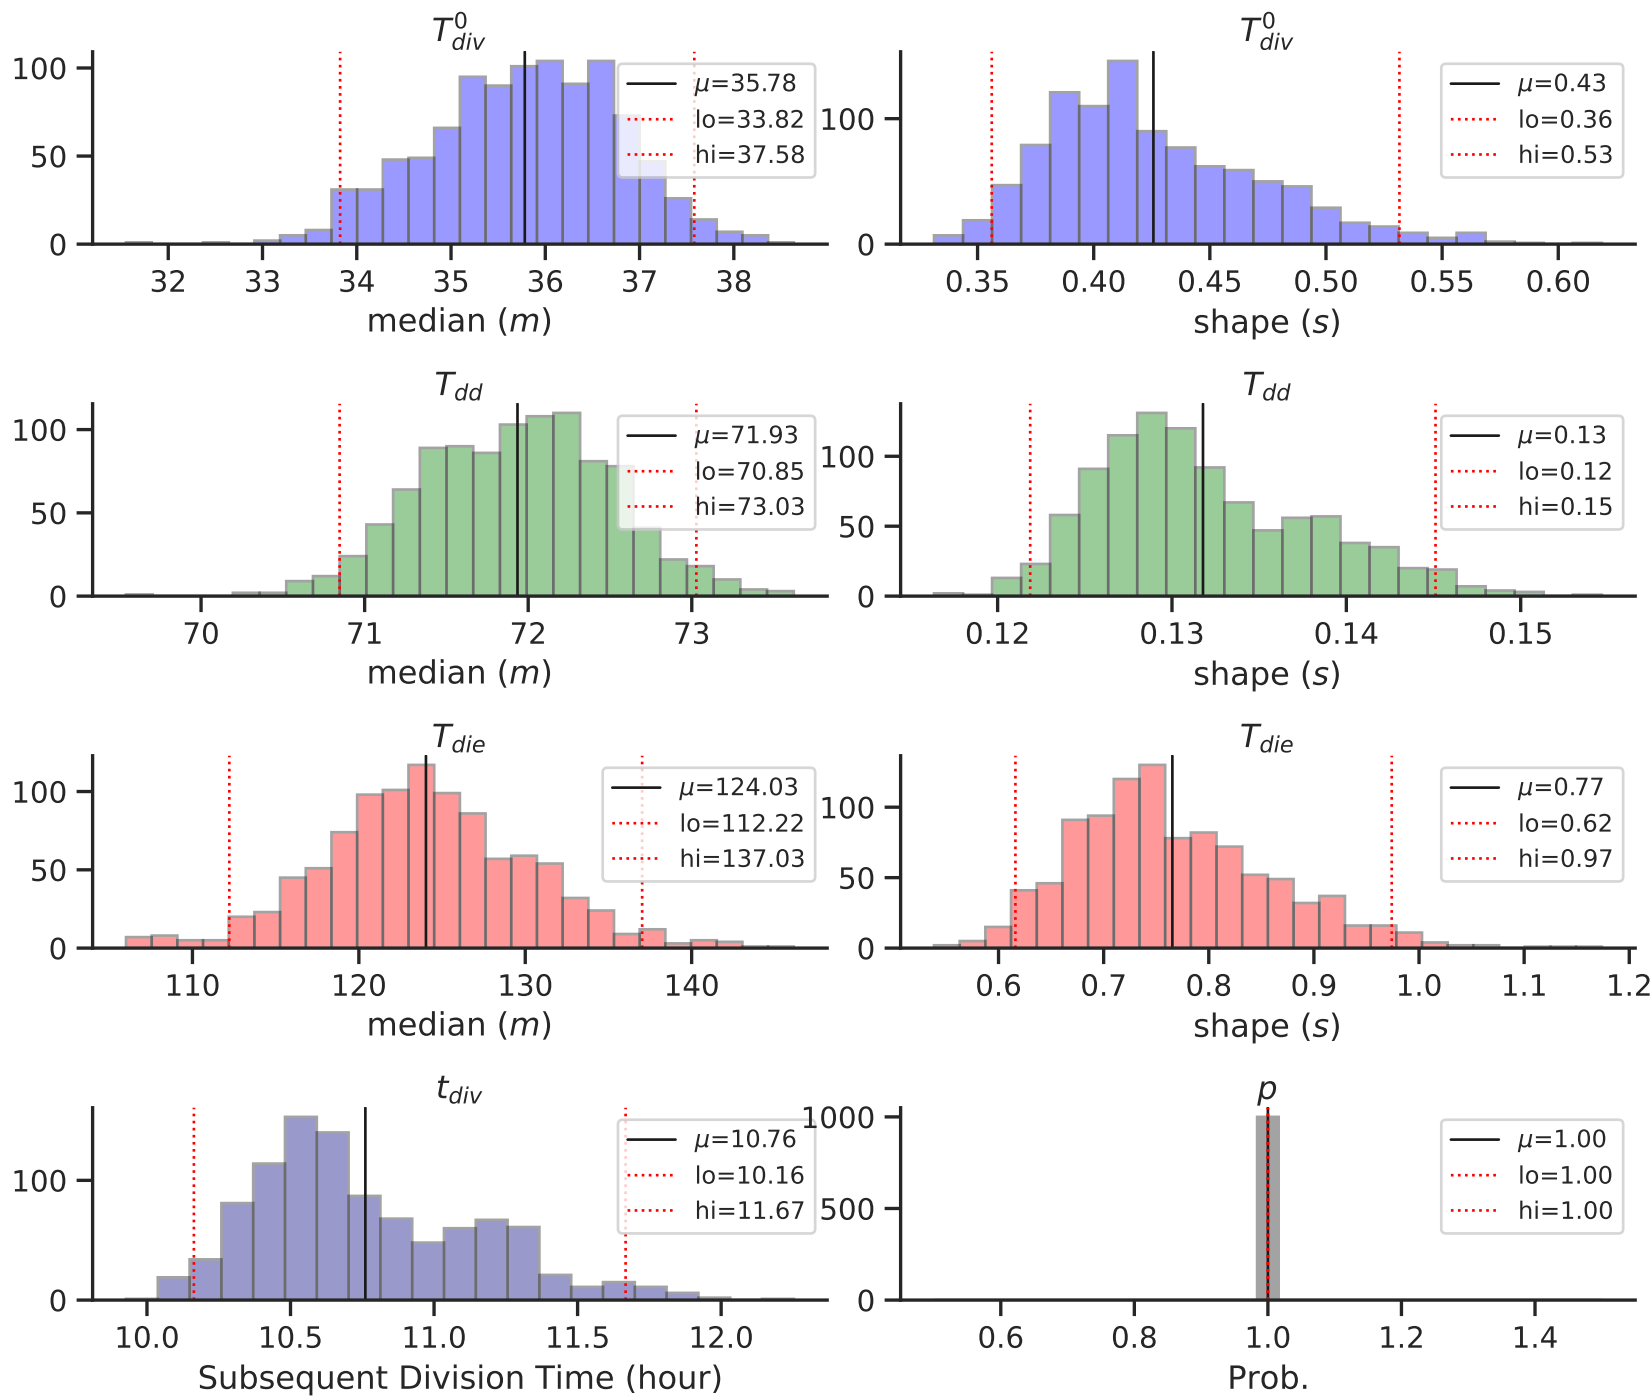 T⁰div
100
50
0
μ=35.78
lo=33.82
hi=37.58
32 33 34 35 36 37 38
median (m)
T⁰div
100
0
μ=0.43
lo=0.36
hi=0.53
0.35 0.40 0.45 0.50 0.55 0.60
shape (s)
Tdd
100
50
0
μ=71.93
lo=70.85
hi=73.03
70 71 72 73
median (m)
Tdd
100
50
0
μ=0.13
lo=0.12
hi=0.15
0.12 0.13 0.14 0.15
shape (s)
Tdie
100
50
0
μ=124.03
lo=112.22
hi=137.03
110 120 130 140
median (m)
Tdie
100
50
0
μ=0.77
lo=0.62
hi=0.97
0.6 0.7 0.8 0.9 1.0 1.1 1.2
shape (s)
tdiv
100
0
μ=10.76
lo=10.16
hi=11.67
10.0 10.5 11.0 11.5 12.0
Subsequent Division Time (hour)
p
1000
500
0
μ=1.00
lo=1.00
hi=1.00
0.6 0.8 1.0 1.2 1.4
Prob.